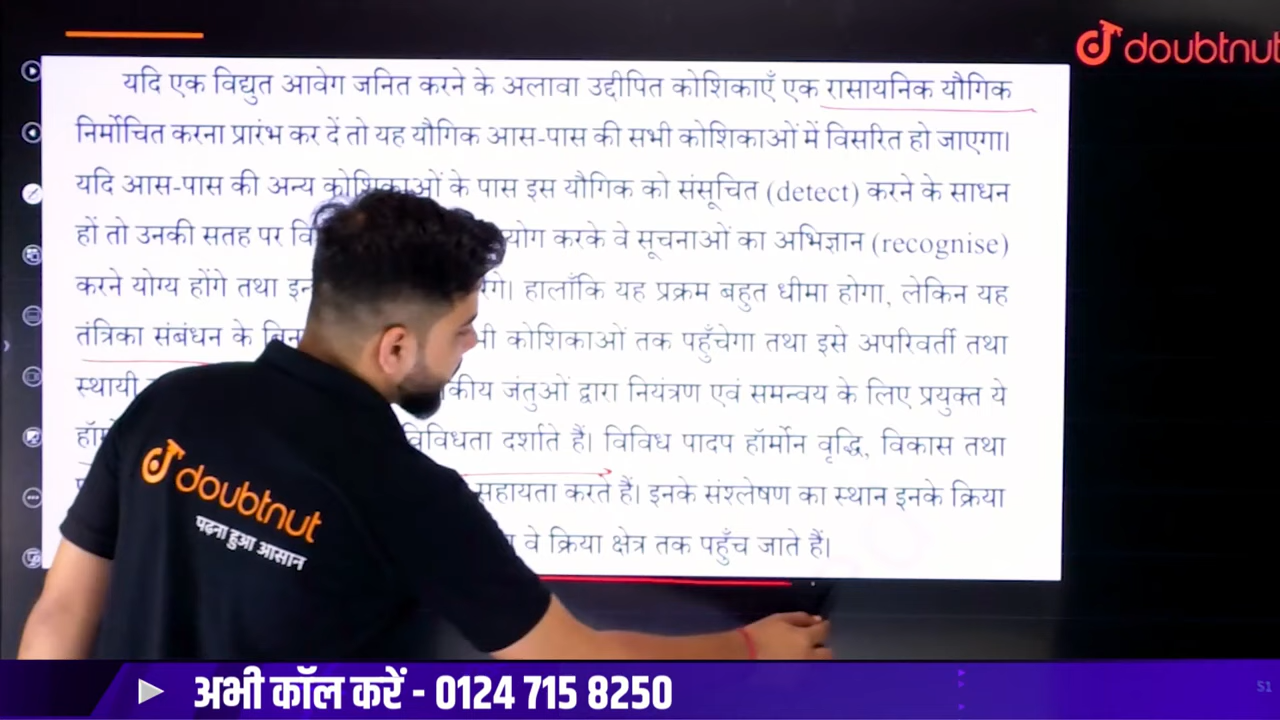 doubtnut
यदि एक विद्युत आवेग जनित करने के अलावा उद्दीपित कोशिकाएँ एक रासायनिक यौगिक
निर्मोचित करना प्रारंभ कर दें तो यह यौगिक आस-पास की सभी कोशिकाओं में विसरित हो जाएगा।
यदि आस-पास की अन्य कोशिकाओं के पास इस यौगिक को संसूचित (detect) करने के साधन
हों तो उनकी सतह पर योग करके वे सूचनाओं का अभिज्ञान (recognise)
करने योग्य होंगे तथा हालाँकि यह प्रक्रम बहुत धीमा होगा, लेकिन यह
तंत्रिका संबंधन के कोशिकाओं तक पहुँचेगा तथा इसे अपरिवर्ती तथा
स्थायी जंतुओं द्वारा नियंत्रण एवं समन्वय के लिए प्रयुक्त ये
विविधता दर्शाते हैं। विविध पादप हॉर्मोन वृद्धि, विकास तथा
सहायता करते हैं। इनके संश्लेषण का स्थान इनके क्रिया
वे क्रिया क्षेत्र तक पहुँच जाते हैं।
doubtnut
पढ़ना हुआ आसान
अभी कॉल करें - 0124 715 8250
S1